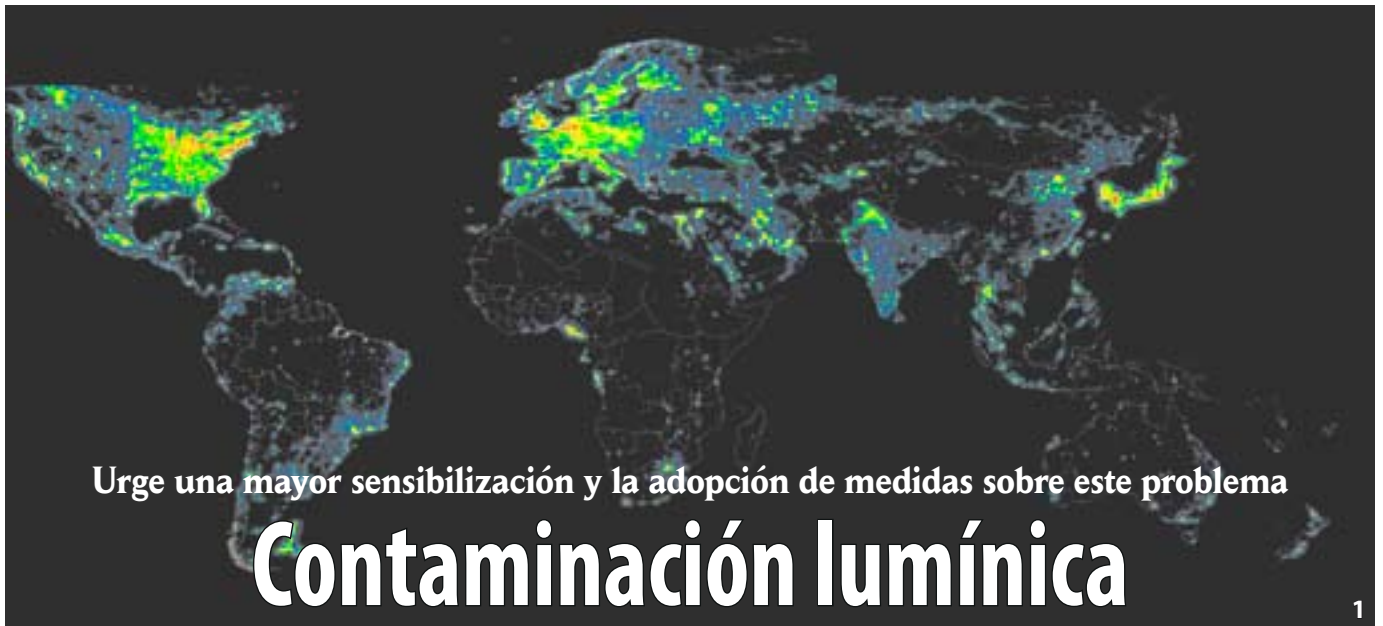 Urge una mayor sensibilización y la adopción de medidas sobre este problema
Contaminación lumínica
1